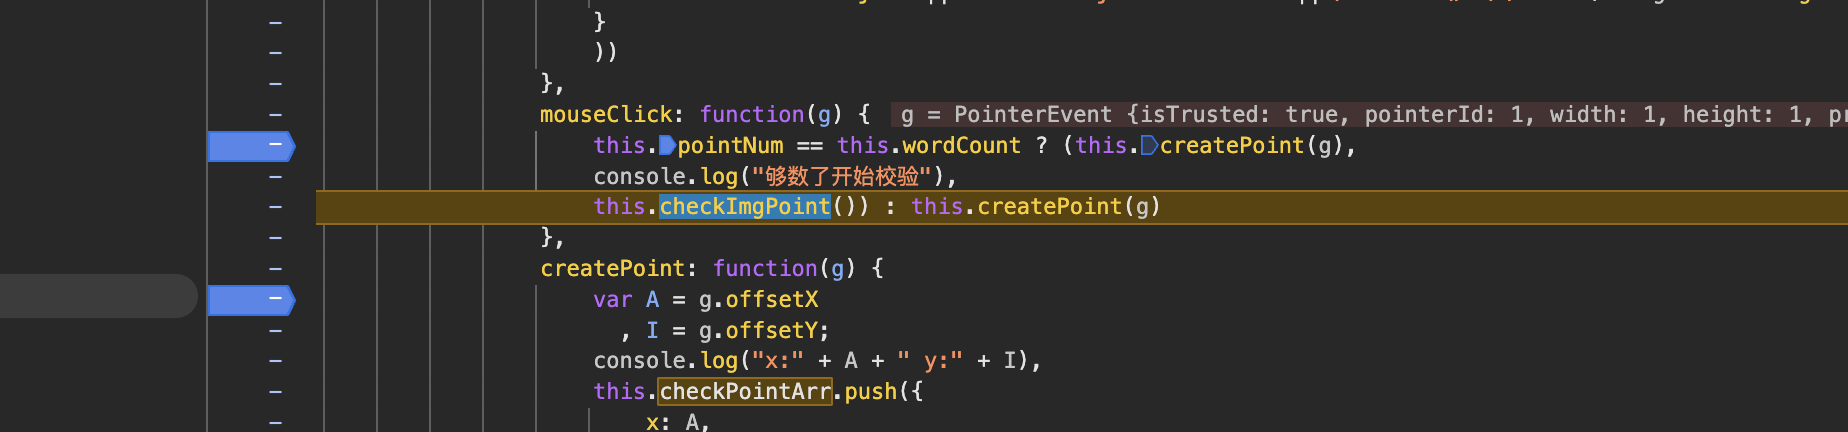 }
))
},
mouseClick: function(g) { g = PointerEvent {isTrusted: true, pointerId: 1, width: 1, height: 1,
this.pointNum == this.wordCount ? (this.createPoint(g),
console.log("够数了开始校验"),
this.checkImgPoint()) : this.createPoint(g)
},
createPoint: function(g) {
var A = g.offsetX
, I = g.offsetY;
console.log("x:" + A + " y:" + I),
this.checkPointArr.push({
x: A,